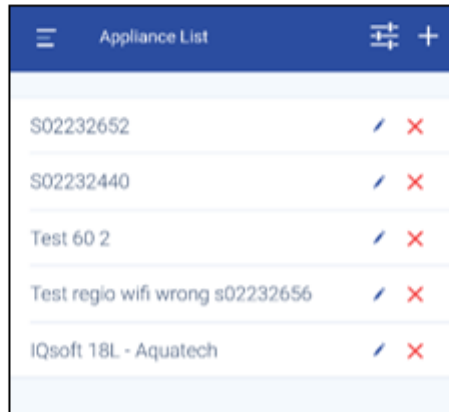 Appliance List
S02232652
S02232440
Test 60 2
Test regio wifi wrong s02232656
IQsoft 18L - Aquatech